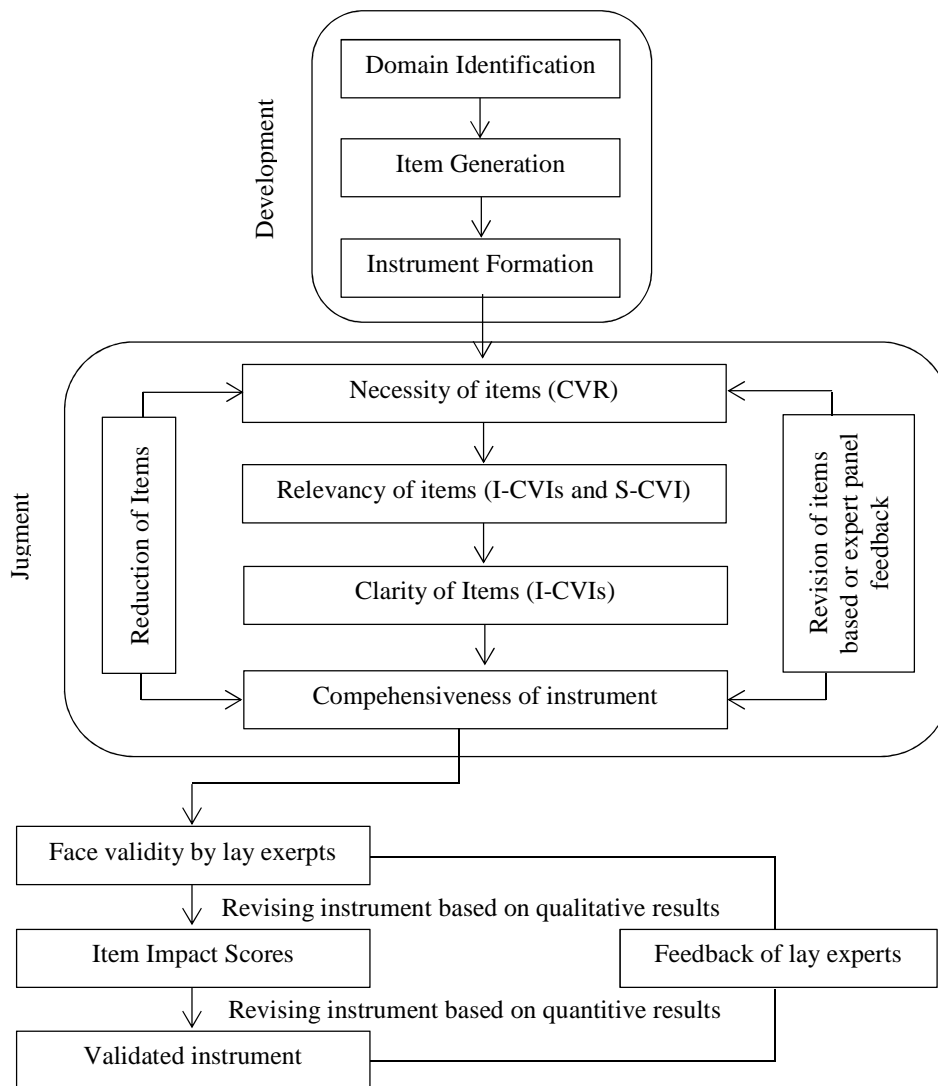 Development
Domain Identification
Item Generation
Instrument Formation
Jugment
Necessity of items (CVR)
Reduction of Items
Relevancy of items (I-CVIs and S-CVI)
Revision of items
based or expert panel
feedback
Clarity of Items (I-CVIs)
Compehensiveness of instrument
Face validity by lay exerpts
Revising instrument based on qualitative results
Item Impact Scores
Feedback of lay experts
Revising instrument based on quantitive results
Validated instrument